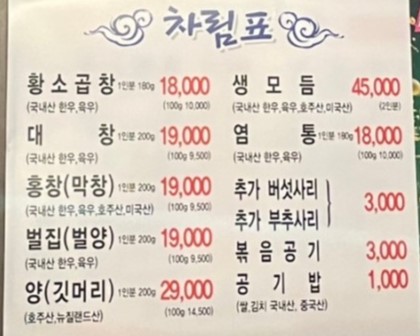 차림표
황소곱창 1인분 180g 18,000
(국내산 한우,육우) (100g 10,000)
대창 1인분 200g 19,000
(국내산 한우,육우) (100g 9,500)
홍창(막창) 1인분 200g 19,000
(국내산 한우,육우,호주산,미국산) (100g 9,500)
벌집(벌양) 1인분 200g 19,000
(국내산 한우,육우) (100g 9,500)
양(깃머리) 1인분 200g 29,000
(호주산,뉴질랜드산) (100g 14,500)
생모듬 45,000
(국내산 한우,육우,호주산,미국산) (2인분)
염통 1인분 180g 18,000
(국내산 한우,육우) (100g 10,000)
추가 버섯사리
추가 부추사리 3,000
볶음공기 3,000
공기밥 1,000
(쌀,김치 국내산, 중국산)